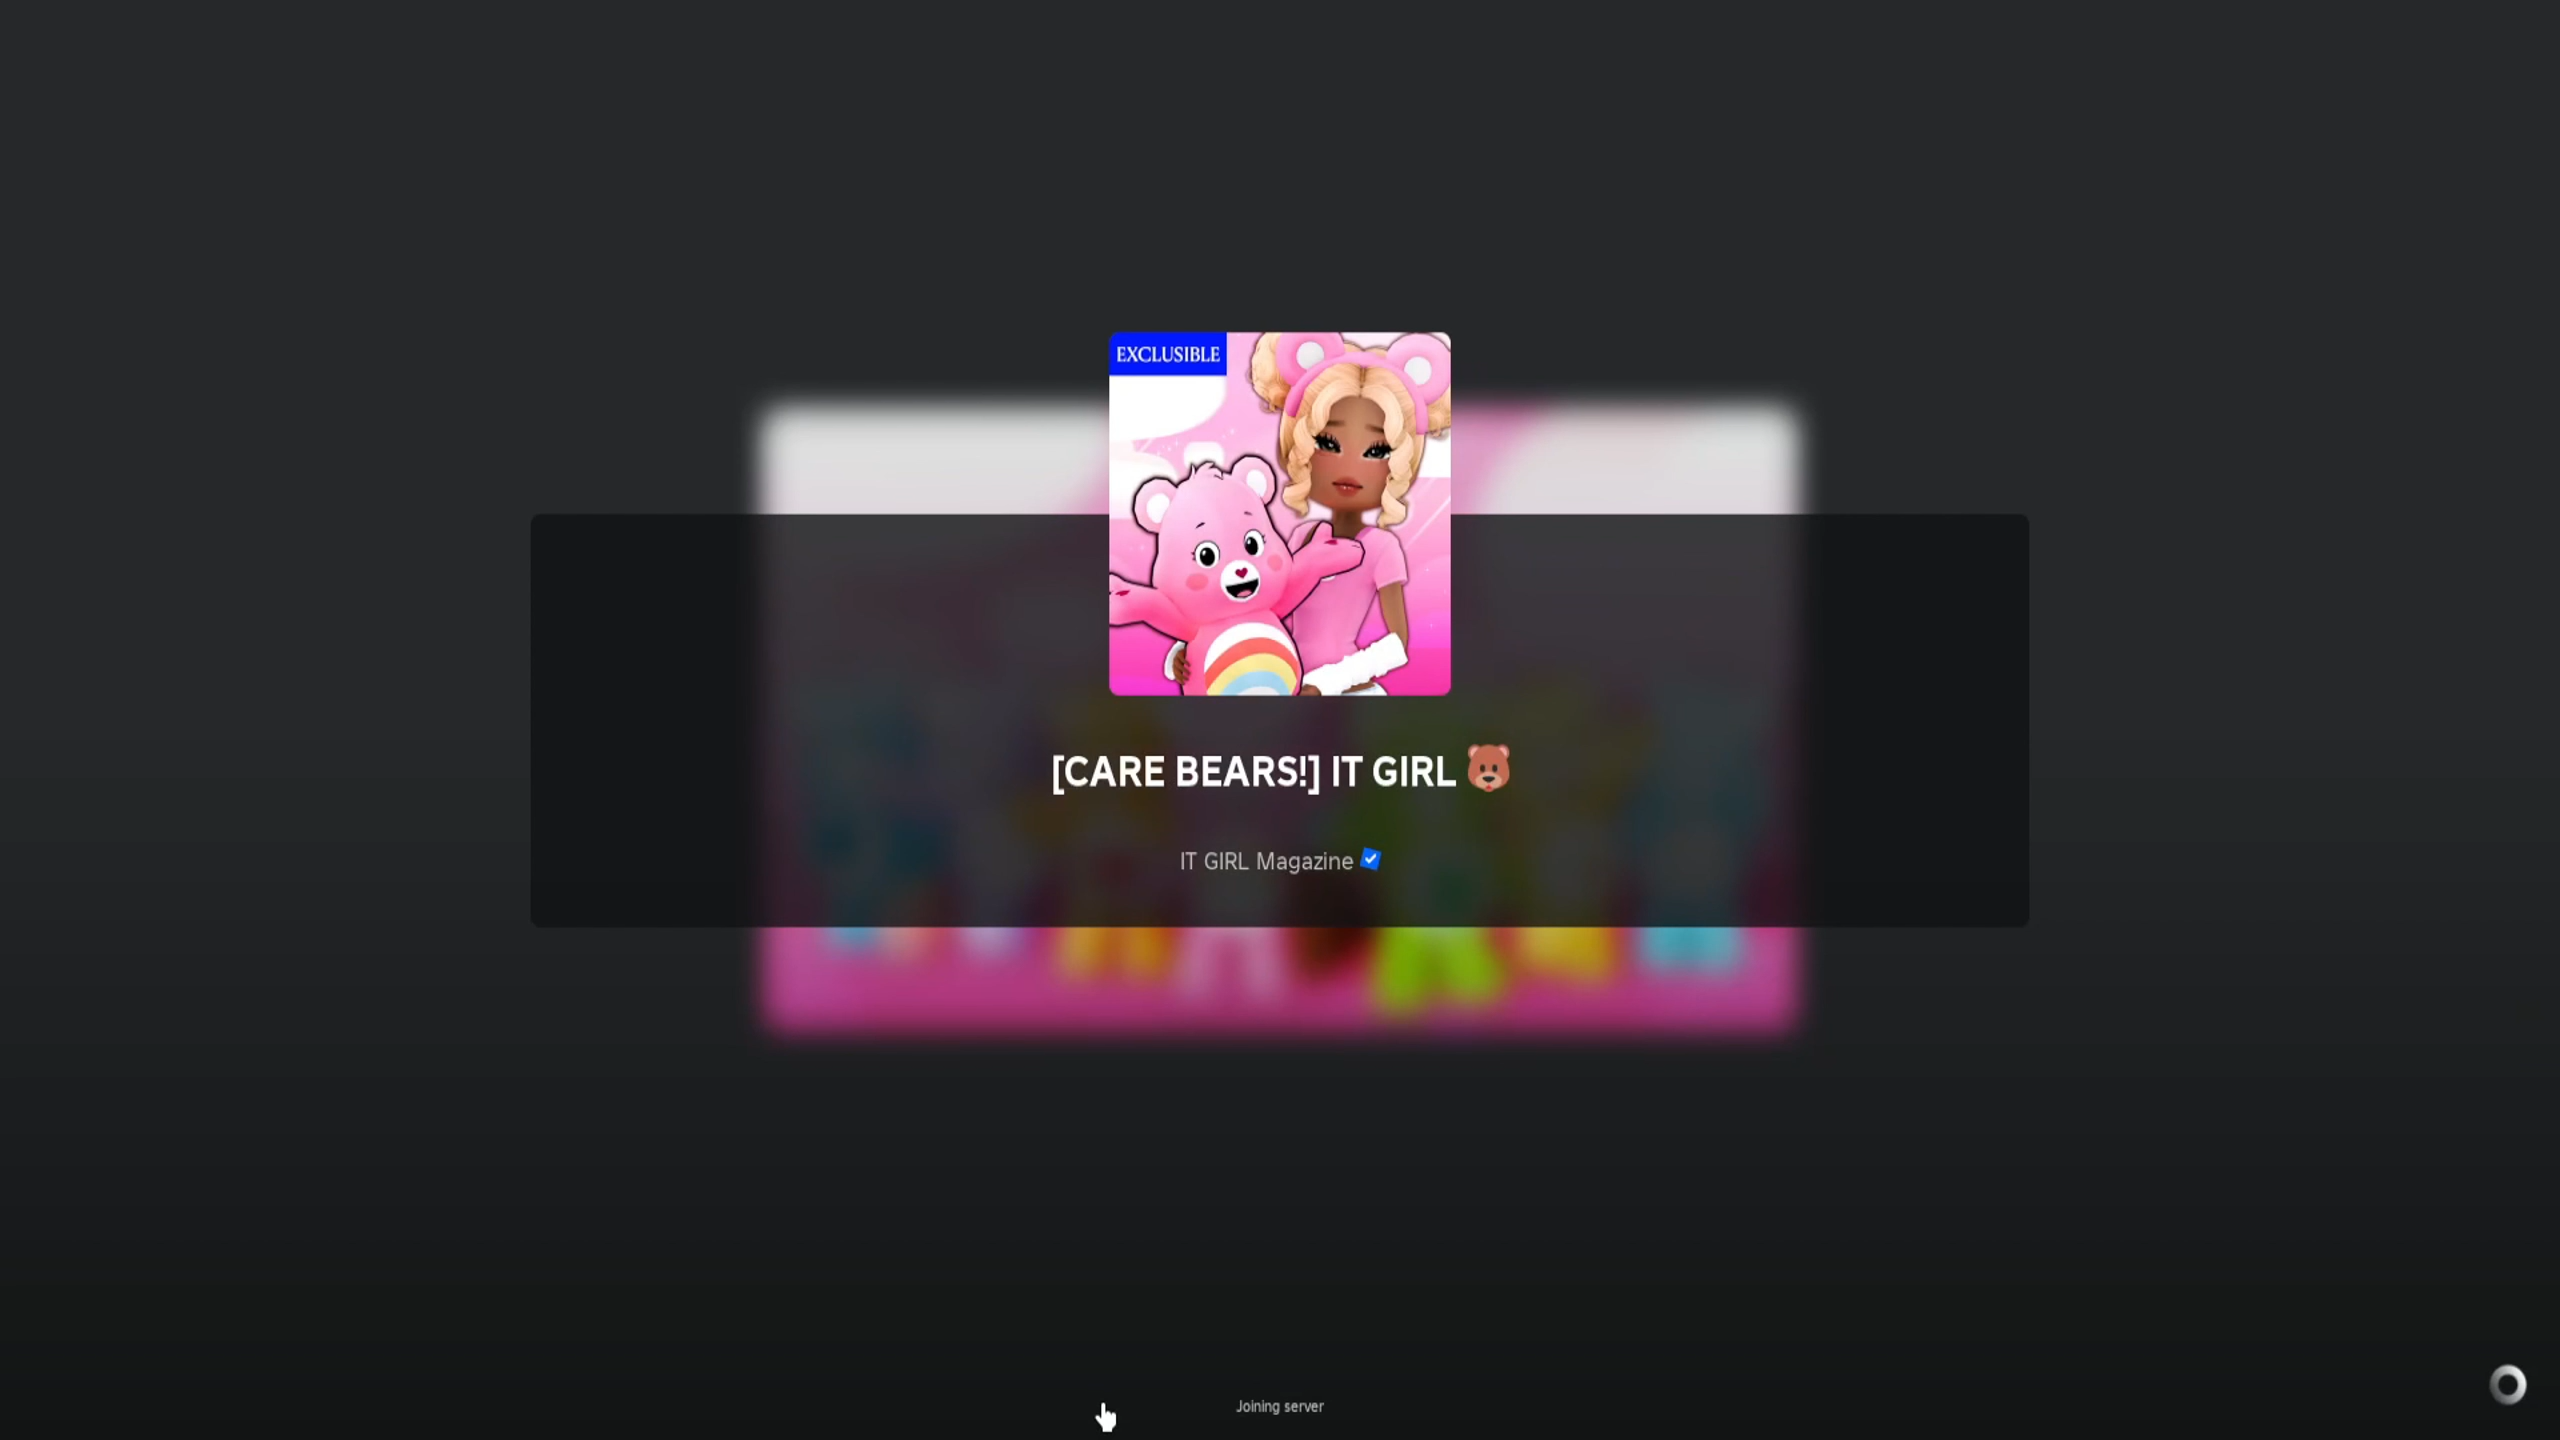 EXCLUSIBLE
[CARE BEARS!] IT GIRL 🐻
IT GIRL Magazine
Joining server